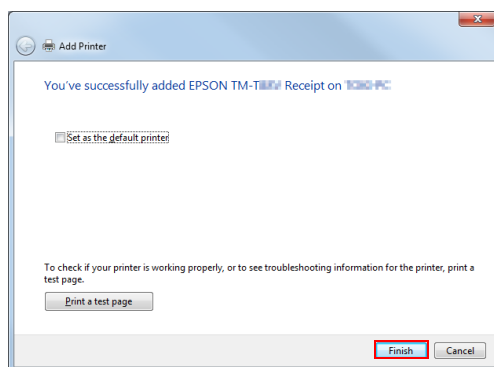 Add Printer
You've successfully added EPSON TM-T Receipt on
Set as the default printer
To check if your printer is working properly, or to see troubleshooting information for the printer, print a
test page.
Print a test page
Finish Cancel